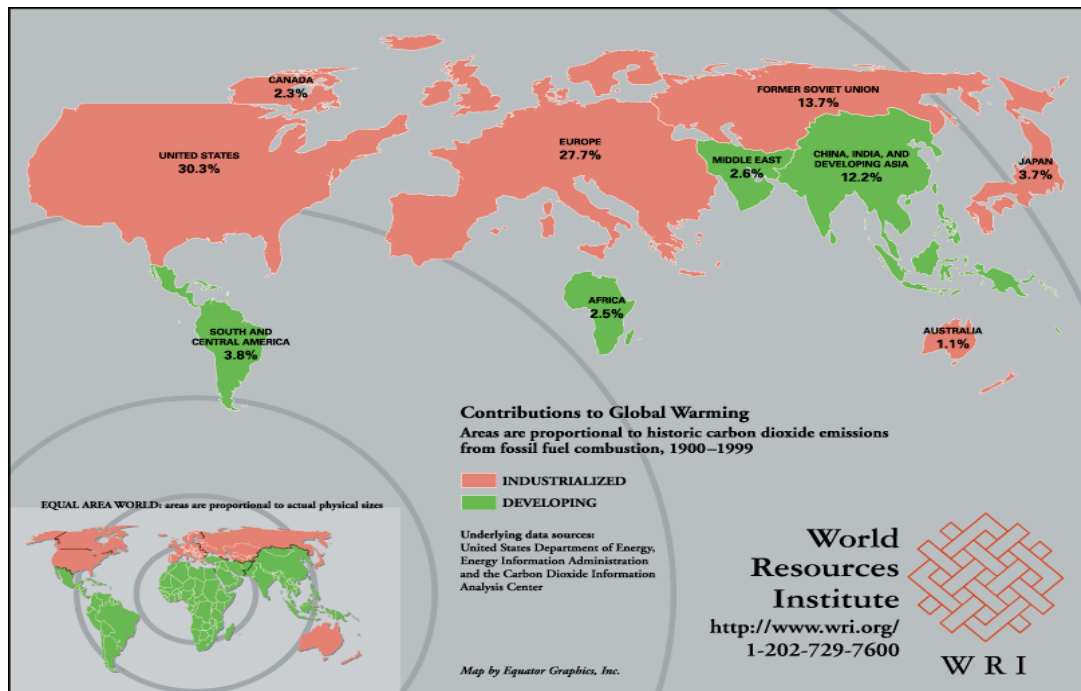 CANADA
2.3%
UNITED STATES
30.3%
EUROPE
27.7%
FORMER SOVIET UNION
13.7%
MIDDLE EAST
2.6%
CHINA, INDIA, AND
DEVELOPING ASIA
12.2%
JAPAN
3.7%
SOUTH AND
CENTRAL AMERICA
3.8%
AFRICA
2.5%
AUSTRALIA
1.1%
Contributions to Global Warming
Areas are proportional to historic carbon dioxide emissions
from fossil fuel combustion, 1900–1999
INDUSTRIALIZED
DEVELOPING
EQUAL AREA WORLD: areas are proportional to actual physical sizes
Underlying data sources:
United States Department of Energy,
Energy Information Administration
and the Carbon Dioxide Information
Analysis Center
Map by Equator Graphics, Inc.
World
Resources
Institute
http://www.wri.org/
1-202-729-7600
WRI